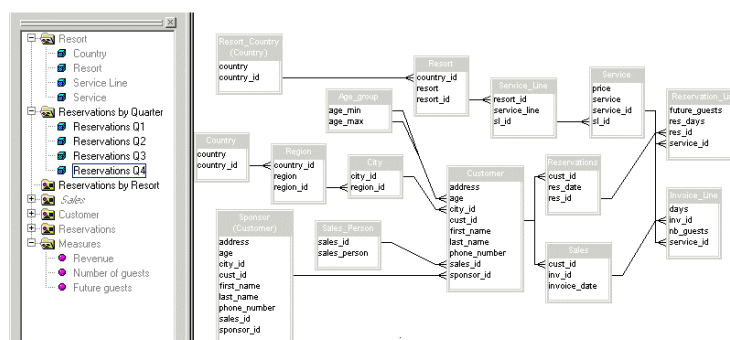 Resort
Country
Resort
Service Line
Service
Reservations by Quarter
Reservations Q1
Reservations Q2
Reservations Q3
Reservations Q4
Reservations by Resort
Sales
Customer
Reservations
Measures
Revenue
Number of guests
Future guests
Resort_Country
(Country)
country
country_id
Age_group
age_min
age_max
Resort
country_id
resort
resort_id
Service_Line
resort_id
service_line
sl_id
Service
price
service
service_id
sl_id
Reservation_Li
future_guests
res_days
res_id
service_id
Country
country
country_id
Region
country_id
region
region_id
City
city_id
region_id
Customer
address
age
city_id
cust_id
first_name
last_name
phone_number
sales_id
sponsor_id
Reservations
cust_id
res_date
res_id
Invoice_Line
days
inv_id
nb_guests
service_id
Sponsor
(Customer)
address
age
city_id
cust_id
first_name
last_name
phone_number
sales_id
sponsor_id
Sales_Person
sales_id
sales_person
Sales
cust_id
inv_id
invoice_date